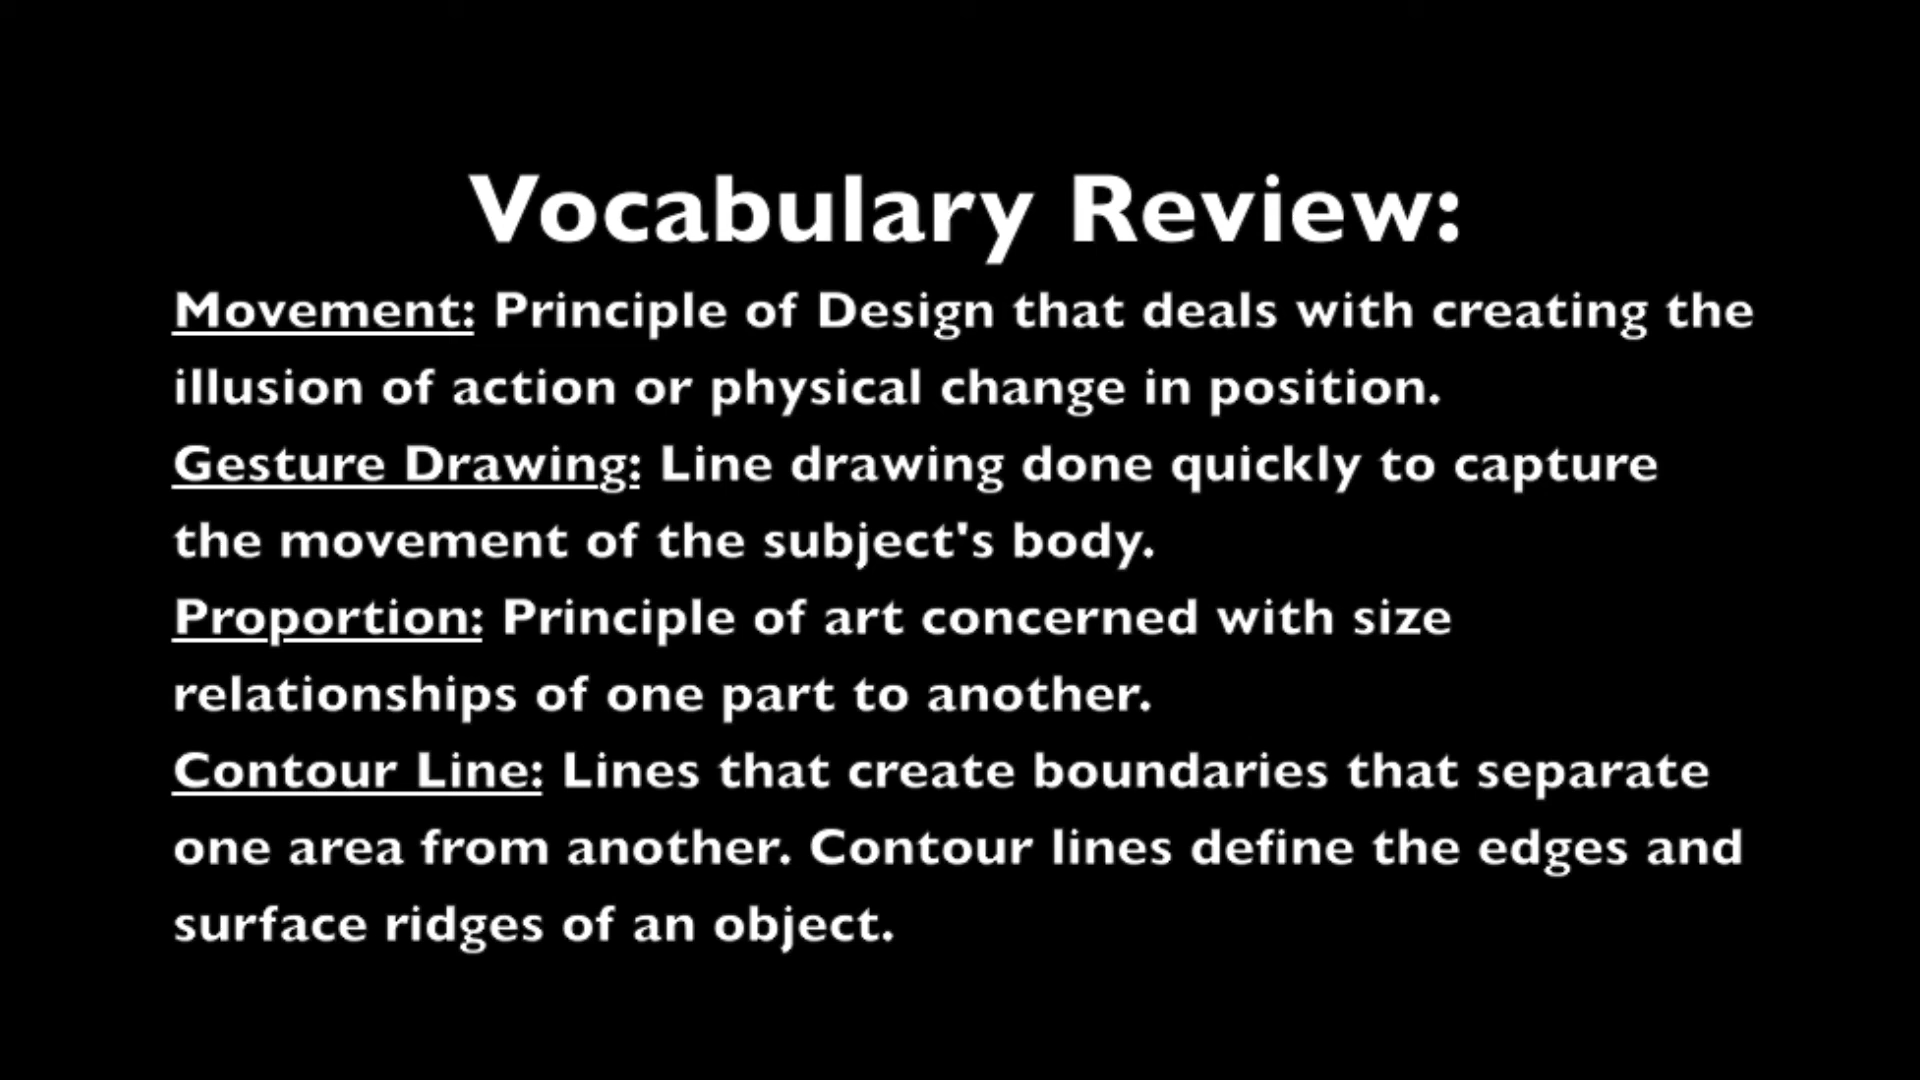 Vocabulary Review:
Movement: Principle of Design that deals with creating the
illusion of action or physical change in position.
Gesture Drawing: Line drawing done quickly to capture
the movement of the subject's body.
Proportion: Principle of art concerned with size
relationships of one part to another.
Contour Line: Lines that create boundaries that separate
one area from another. Contour lines define the edges and
surface ridges of an object.